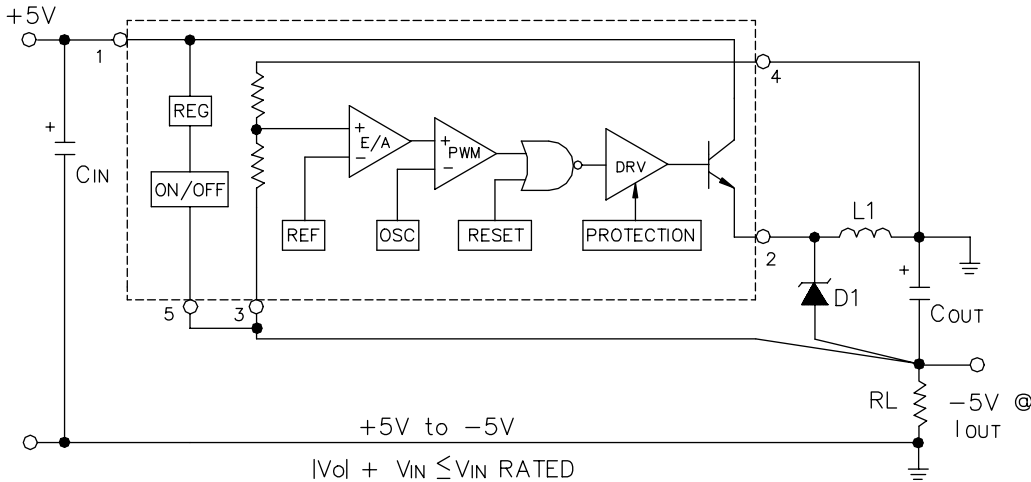 +5V
1
4
REG
+
E/A
-
+
PWM
-
DRV
+
CIN
ON/OFF
REF
OSC
RESET
PROTECTION
L1
2
5
3
D1
+
COUT
RL
-5V @
IOUT
+5V to -5V
|Vo| + VIN ≤ VIN RATED